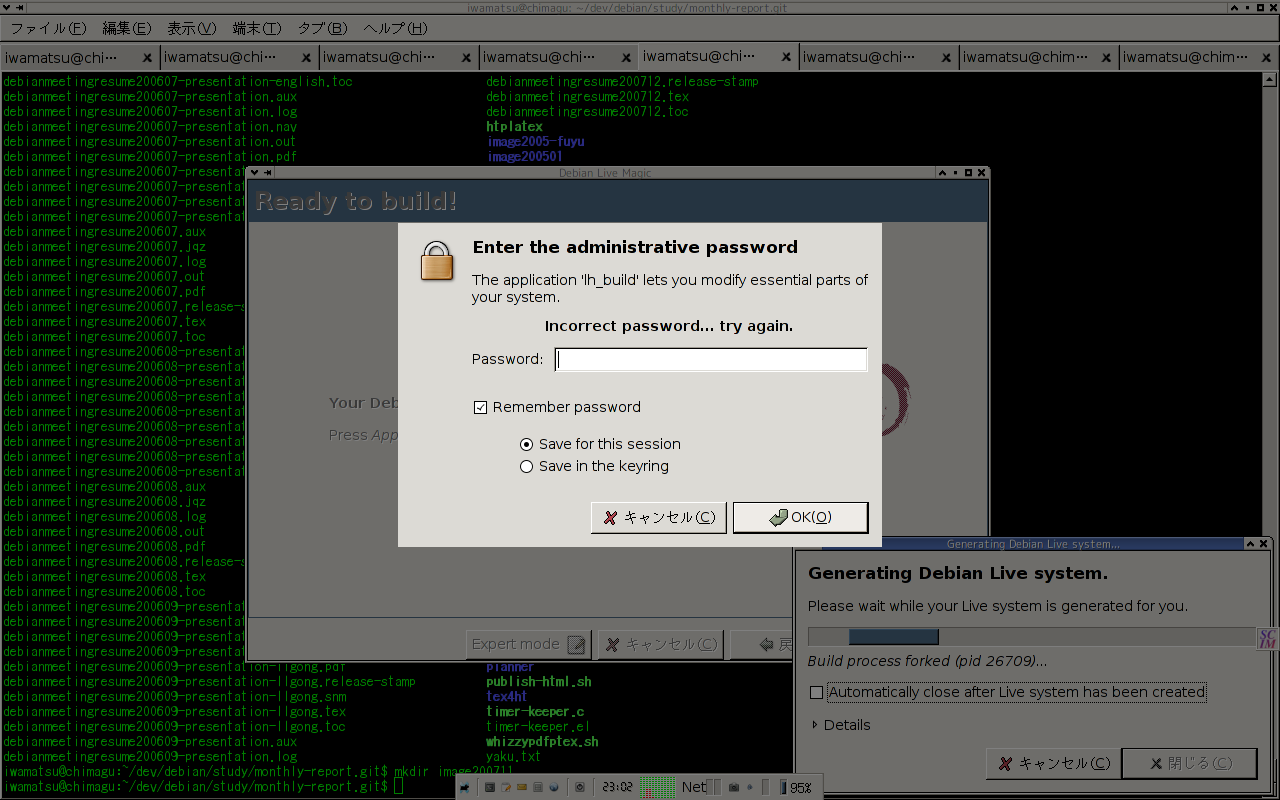 iwamatsu@chimagu: ~/dev/debian/study/monthly-report.git
ファイル(F) 編集(E) 表示(V) 端末(T) タブ(B) ヘルプ(H)
iwamatsu@chi… iwamatsu@chi… iwamatsu@chi… iwamatsu@chi… iwamatsu@chi… iwamatsu@chi… iwamatsu@chim… iwamatsu@chim…
debianmeetingresume200607-presentation-english.toc debianmeetingresume200712.release-stamp
debianmeetingresume200607-presentation.aux debianmeetingresume200712.tex
debianmeetingresume200607-presentation.log debianmeetingresume200712.toc
debianmeetingresume200607-presentation.nav htplatex
debianmeetingresume200607-presentation.out image2005-fuyu
debianmeetingresume200607-presentation.pdf image200501
debianmeetingresume200607-presentat
debianmeetingresume200607-presentat
debianmeetingresume200607-presentat
debianmeetingresume200607-presentat
debianmeetingresume200607.aux
debianmeetingresume200607.jqz
debianmeetingresume200607.log
debianmeetingresume200607.out
debianmeetingresume200607.pdf
debianmeetingresume200607.release-s
debianmeetingresume200607.tex
debianmeetingresume200607.toc
debianmeetingresume200608-presentat
debianmeetingresume200608-presentat
debianmeetingresume200608-presentat
debianmeetingresume200608-presentat
debianmeetingresume200608-presentat
debianmeetingresume200608-presentat
debianmeetingresume200608-presentat
debianmeetingresume200608-presentat
debianmeetingresume200608-presentat
debianmeetingresume200608.aux
debianmeetingresume200608.jqz
debianmeetingresume200608.log
debianmeetingresume200608.out
debianmeetingresume200608.pdf
debianmeetingresume200608.release-s
debianmeetingresume200608.tex
debianmeetingresume200608.toc
debianmeetingresume200609-presentat
debianmeetingresume200609-presentat
debianmeetingresume200609-presentat
debianmeetingresume200609-presentat
debianmeetingresume200609-llgong.pdf planner
debianmeetingresume200609-llgong.release-stamp publish-html.sh
debianmeetingresume200609-llgong.snm tex4ht
debianmeetingresume200609-llgong.tex timer-keeper.c
debianmeetingresume200609-llgong.toc timer-keeper.el
debianmeetingresume200609-presentation.aux whizzypdfptex.sh
debianmeetingresume200609-presentation.log yaku.txt
iwamatsu@chimagu:~/dev/debian/study/monthly-report.git$ mkdir image200711
iwamatsu@chimagu:~/dev/debian/study/monthly-report.git$
Debian Live Magic
Ready to build!
Your Deb
Press App
Expert mode キャンセル(C) 戻
Enter the administrative password
The application 'lh_build' lets you modify essential parts of
your system.
Incorrect password... try again.
Password:
Remember password
Save for this session
Save in the keyring
キャンセル(C) OK(O)
Generating Debian Live system...
Generating Debian Live system.
Please wait while your Live system is generated for you.
Build process forked (pid 26709)...
Automatically close after Live system has been created
Details
キャンセル(C) 閉じる(C)
SCIM
23:02 Net 95%